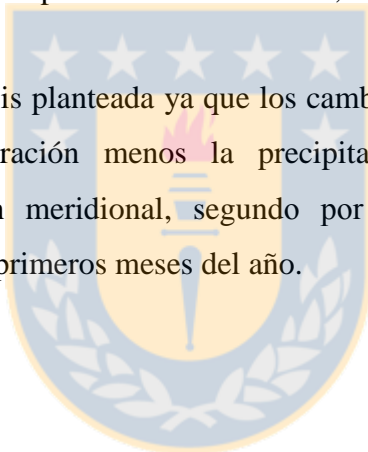 is planteada ya que los camb
ración menos la precipita
n meridional, segundo por
primeros meses del año.